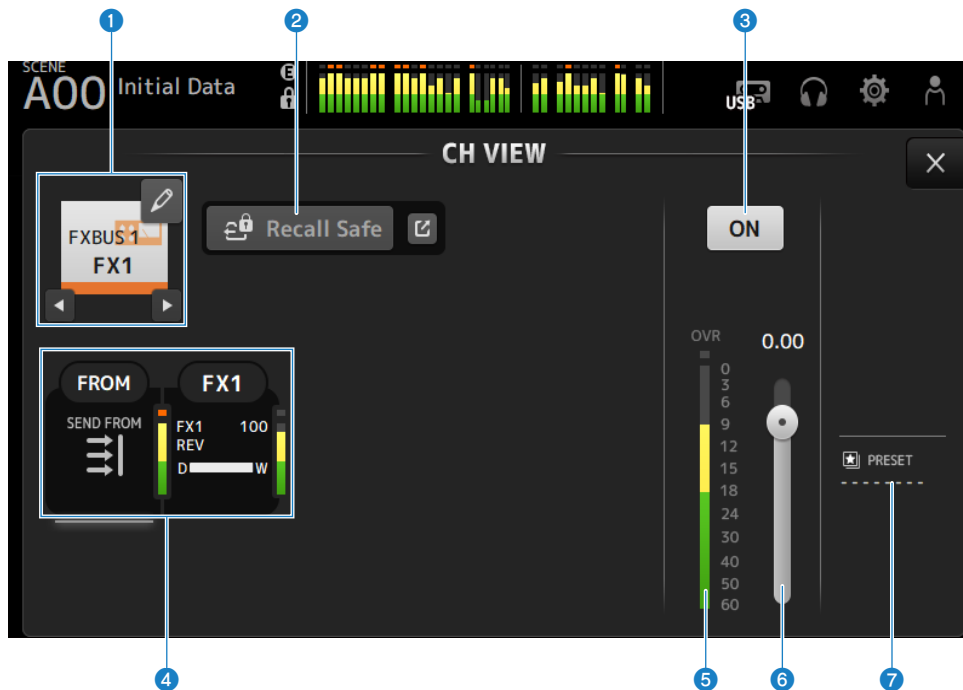 1 2 3
SCENE
A00 Initial Data E
USB
CH VIEW
FXBUS 1
FX1
Recall Safe
ON
OVR 0.00
0
3
6
9
12
15
18
24
30
40
50
60
FROM FX1
SEND FROM
FX1 100
REV
D W
PRESET
--------
4 5 6 7